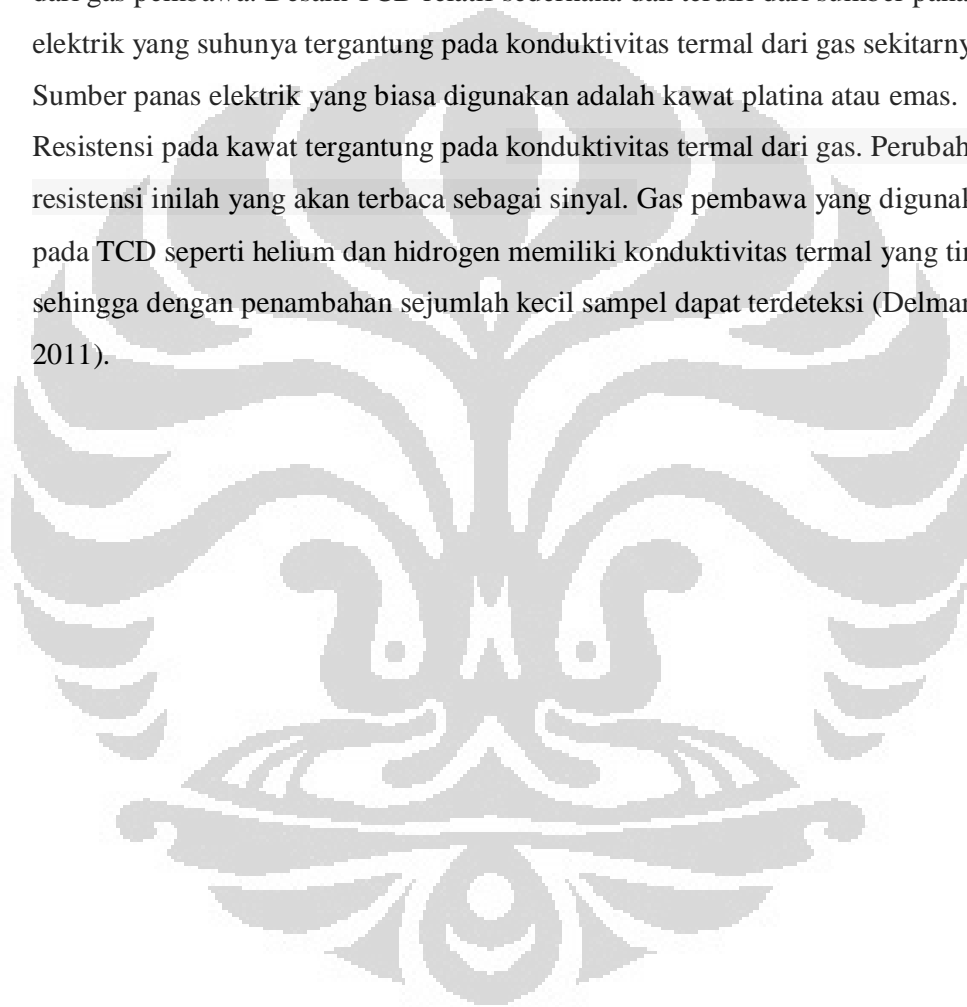 dari gas pembawa. Desain TCD relatif sederhana dan terdiri dari sumber pana
elektrik yang suhunya tergantung pada konduktivitas termal dari gas sekitarny
Sumber panas elektrik yang biasa digunakan adalah kawat platina atau emas.
Resistensi pada kawat tergantung pada konduktivitas termal dari gas. Perubah
resistensi inilah yang akan terbaca sebagai sinyal. Gas pembawa yang digunak
pada TCD seperti helium dan hidrogen memiliki konduktivitas termal yang tin
sehingga dengan penambahan sejumlah kecil sampel dapat terdeteksi (Delmar
2011).